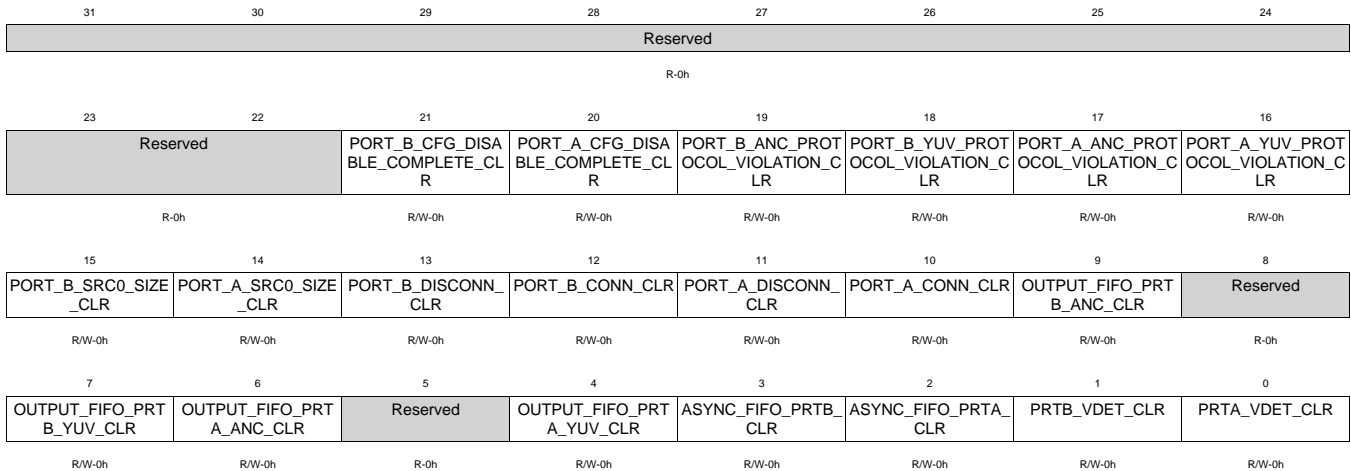 31 30 29 28 27 26 25 24
Reserved
R-0h
23 22 21 20 19 18 17 16
Reserved PORT_B_CFG_DISA PORT_A_CFG_DISA PORT_B_ANC_PROT PORT_B_YUV_PROT PORT_A_ANC_PROT PORT_A_YUV_PROT
BLE_COMPLETE_CL BLE_COMPLETE_CL OCOL_VIOLATION_C OCOL_VIOLATION_C OCOL_VIOLATION_C OCOL_VIOLATION_C
R R LR LR LR LR
R-0h R/W-0h R/W-0h R/W-0h R/W-0h R/W-0h R/W-0h
15 14 13 12 11 10 9 8
PORT_B_SRC0_SIZE PORT_A_SRC0_SIZE PORT_B_DISCONN_ PORT_B_CONN_CLR PORT_A_DISCONN_ PORT_A_CONN_CLR OUTPUT_FIFO_PRT Reserved
_CLR _CLR CLR CLR B_ANC_CLR
R/W-0h R/W-0h R/W-0h R/W-0h R/W-0h R/W-0h R/W-0h R-0h
7 6 5 4 3 2 1 0
OUTPUT_FIFO_PRT OUTPUT_FIFO_PRT Reserved OUTPUT_FIFO_PRT ASYNC_FIFO_PRTB_ ASYNC_FIFO_PRTA_ PRTB_VDET_CLR PRTA_VDET_CLR
B_YUV_CLR A_ANC_CLR A_YUV_CLR CLR CLR
R/W-0h R/W-0h R-0h R/W-0h R/W-0h R/W-0h R/W-0h R/W-0h